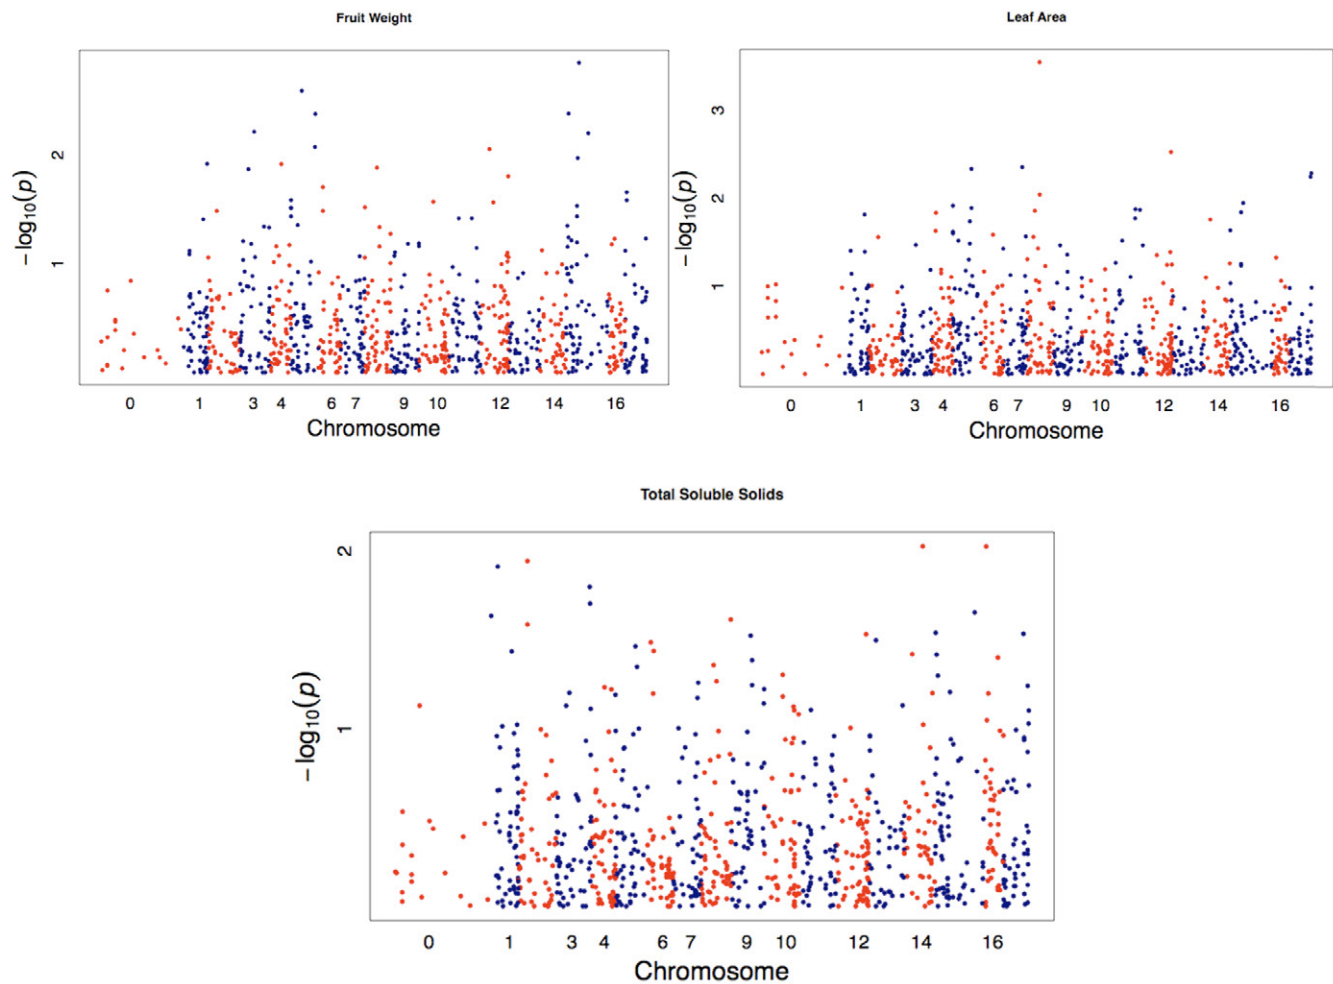 Fruit Weight
−log10(p)
2
1
0 1 3 4 6 7 9 10 12 14 16
Chromosome
Leaf Area
−log10(p)
3
2
1
0 1 3 4 6 7 9 10 12 14 16
Chromosome
Total Soluble Solids
−log10(p)
2
1
0 1 3 4 6 7 9 10 12 14 16
Chromosome